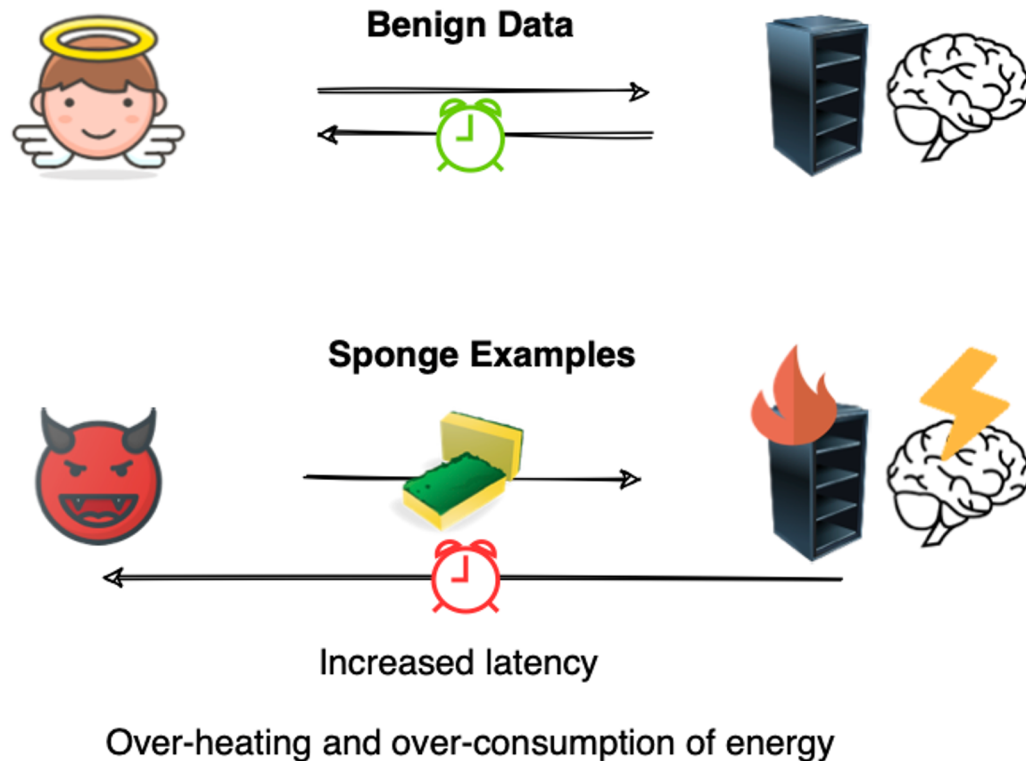 Benign Data
Sponge Examples
Increased latency
Over-heating and over-consumption of energy